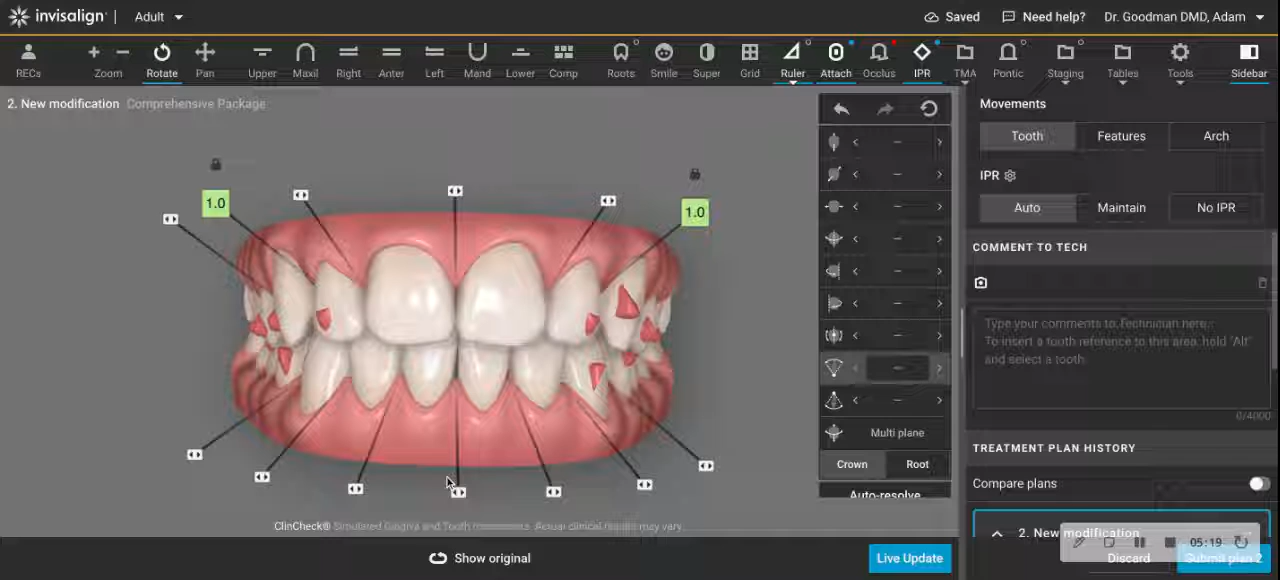 invisalign
Adult
Saved
Need help?
Dr. Goodman DMD, Adam
RECs
Zoom
Rotate
Pan
Upper
Maxil
Right
Anter
Left
Mand
Lower
Comp
Roots
Smile
Super
Grid
Ruler
Attach
Occlus
IPR
TMA
Pontic
Staging
Tables
Tools
Sidebar
2. New modification Comprehensive Package
1.0
1.0
Multi plane
Crown
Root
Auto-resolve
Movements
Tooth
Features
Arch
IPR
Auto
Maintain
No IPR
COMMENT TO TECH
Type your comments to Technician here.
To insert a tooth reference to this area: hold 'Alt'
and select a tooth
0/4000
TREATMENT PLAN HISTORY
Compare plans
2. New modification
05:19
Discard
Submit plan 2
ClinCheck® Simulated Gingiva and Tooth movements. Actual clinical results may vary.
Show original
Live Update